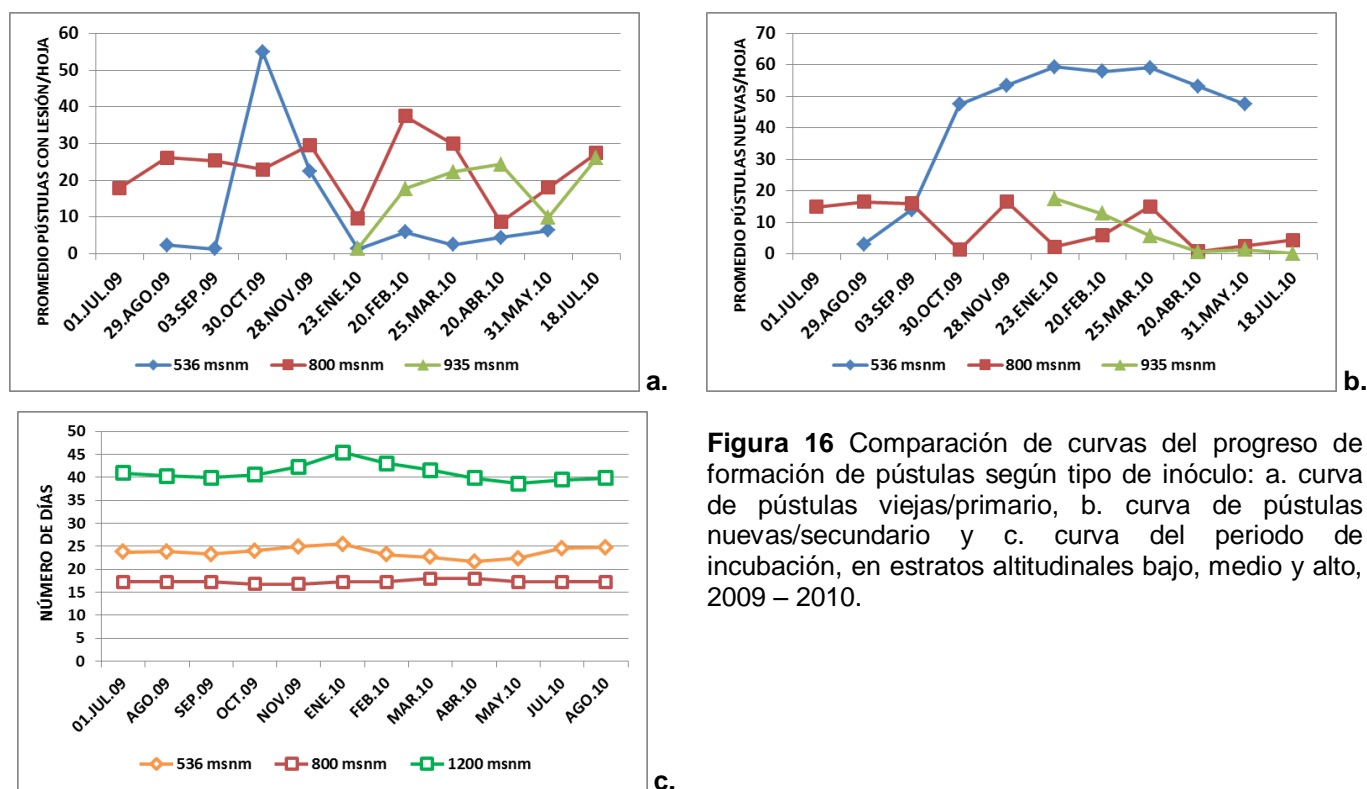 PROMEDIO PÚSTULAS CON LESIÓN/HOJA
60
50
40
30
20
10
0
01.JUL.09
29.AGO.09
03.SEP.09
30.OCT.09
28.NOV.09
23.ENE.10
20.FEB.10
25.MAR.10
20.ABR.10
31.MAY.10
18.JUL.10
536 msnm 800 msnm 935 msnm
a.
PROMEDIO PÚSTULAS NUEVAS/HOJA
70
60
50
40
30
20
10
0
01.JUL.09
29.AGO.09
03.SEP.09
30.OCT.09
28.NOV.09
23.ENE.10
20.FEB.10
25.MAR.10
20.ABR.10
31.MAY.10
18.JUL.10
536 msnm 800 msnm 935 msnm
b.
NÚMERO DE DÍAS
50
45
40
35
30
25
20
15
10
5
0
01.JUL.09
AGO.09
SEP.09
OCT.09
NOV.09
ENE.10
FEB.10
MAR.10
ABR.10
MAY.10
JUL.10
AGO.10
536 msnm 800 msnm 1200 msnm
c.
Figura 16 Comparación de curvas del progreso de
formación de pústulas según tipo de inóculo: a. curva
de pústulas viejas/primario, b. curva de pústulas
nuevas/secundario y c. curva del periodo de
incubación, en estratos altitudinales bajo, medio y alto,
2009 – 2010.